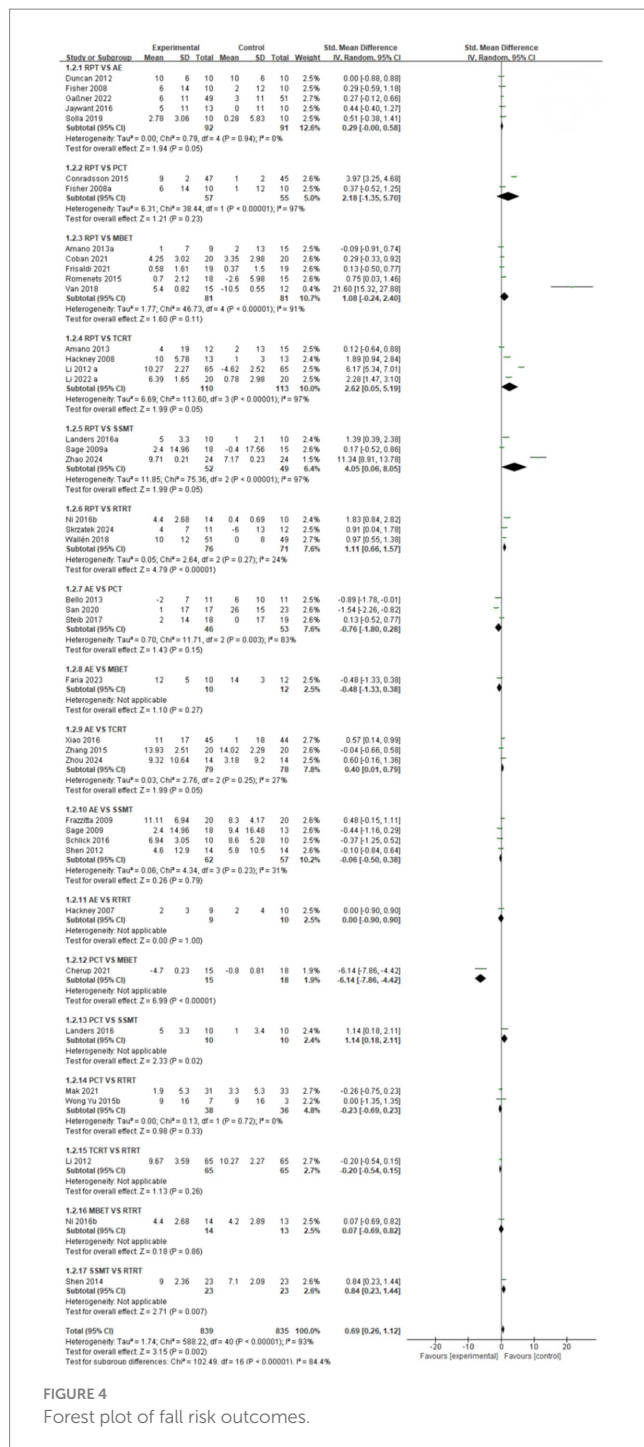 Experimental Control Std. Mean Difference Std. Mean Difference
Study or Subgroup Mean SD Total Mean SD Total Weight IV, Random, 95% CI IV, Random, 95% CI
1.2.1 RPT VS AE
Duncan 2012 10 6 10 10 6 10 2.5% 0.00 [-0.88, 0.88]
Fisher 2008 6 14 10 2 12 10 2.5% 0.29 [-0.59, 1.18]
Gaßner 2022 6 11 49 3 11 51 2.7% 0.27 [-0.12, 0.66]
Jaywant 2016 5 11 13 0 11 10 2.5% 0.44 [-0.40, 1.27]
Solla 2019 2.78 3.06 10 0.28 5.83 10 2.5% 0.51 [-0.38, 1.41]
Subtotal (95% CI) 92 91 12.6% 0.29 [-0.00, 0.58]
Heterogeneity: Tau² = 0.00; Chi² = 0.79, df = 4 (P = 0.94); I² = 0%
Test for overall effect: Z = 1.94 (P = 0.05)
1.2.2 RPT VS PCT
Conradsson 2015 9 2 47 1 2 45 2.6% 3.97 [3.25, 4.68]
Fisher 2008a 6 14 10 1 12 10 2.5% 0.37 [-0.52, 1.25]
Subtotal (95% CI) 57 55 5.0% 2.18 [-1.35, 5.70]
Heterogeneity: Tau² = 6.31; Chi² = 38.44, df = 1 (P < 0.00001); I² = 97%
Test for overall effect: Z = 1.21 (P = 0.23)
1.2.3 RPT VS MBET
Amano 2013a 1 7 9 2 13 15 2.5% -0.09 [-0.91, 0.74]
Coban 2021 4.25 3.02 20 3.35 2.98 20 2.6% 0.29 [-0.33, 0.92]
Frisaldi 2021 0.58 1.61 19 0.37 1.5 19 2.6% 0.13 [-0.50, 0.77]
Romenets 2015 0.7 2.12 18 -2.6 5.98 15 2.6% 0.75 [0.03, 1.46]
Van 2018 5.4 0.82 15 -10.5 0.55 12 0.4% 21.60 [15.32, 27.88]
Subtotal (95% CI) 81 81 10.7% 1.08 [-0.24, 2.40]
Heterogeneity: Tau² = 1.77; Chi² = 46.73, df = 4 (P < 0.00001); I² = 91%
Test for overall effect: Z = 1.60 (P = 0.11)
1.2.4 RPT VS TCRT
Amano 2013 4 19 12 2 13 15 2.6% 0.12 [-0.64, 0.88]
Hackney 2008 10 5.78 13 1 3 13 2.5% 1.89 [0.94, 2.84]
Li 2012 a 10.27 2.27 65 -4.62 2.52 65 2.5% 6.17 [5.34, 7.01]
Li 2022 a 6.39 1.65 20 0.78 2.98 20 2.5% 2.28 [1.47, 3.10]
Subtotal (95% CI) 110 113 10.0% 2.62 [0.05, 5.19]
Heterogeneity: Tau² = 6.69; Chi² = 113.60, df = 3 (P < 0.00001); I² = 97%
Test for overall effect: Z = 1.99 (P = 0.05)
1.2.5 RPT VS SSMT
Landers 2016a 5 3.3 10 1 2.1 10 2.4% 1.39 [0.39, 2.38]
Sage 2009a 2.4 14.96 18 -0.4 17.56 15 2.6% 0.17 [-0.52, 0.86]
Zhao 2024 9.71 0.21 24 7.17 0.23 24 1.5% 11.34 [8.91, 13.78]
Subtotal (95% CI) 52 49 6.5% 4.05 [0.06, 8.05]
Heterogeneity: Tau² = 11.85; Chi² = 75.36, df = 2 (P < 0.00001); I² = 97%
Test for overall effect: Z = 1.99 (P = 0.05)
1.2.6 RPT VS RTRT
Ni 2016b 4.4 2.68 14 0.4 0.69 10 2.5% 1.83 [0.84, 2.82]
Skrzatek 2024 4 7 11 -6 13 12 2.5% 0.91 [0.04, 1.78]
Wallén 2018 10 12 51 0 8 49 2.7% 0.97 [0.55, 1.38]
Subtotal (95% CI) 76 71 7.6% 1.11 [0.66, 1.57]
Heterogeneity: Tau² = 0.05; Chi² = 2.64, df = 2 (P = 0.27); I² = 24%
Test for overall effect: Z = 4.79 (P < 0.00001)
1.2.7 AE VS PCT
Bello 2013 -2 7 11 6 10 11 2.5% -0.89 [-1.78, -0.01]
San 2020 1 17 17 26 15 23 2.6% -1.54 [-2.26, -0.82]
Steib 2017 2 14 18 0 17 19 2.6% 0.13 [-0.52, 0.77]
Subtotal (95% CI) 46 53 7.6% -0.76 [-1.80, 0.28]
Heterogeneity: Tau² = 0.70; Chi² = 11.71, df = 2 (P = 0.003); I² = 83%
Test for overall effect: Z = 1.43 (P = 0.15)
1.2.8 AE VS MBET
Faria 2023 12 5 10 14 3 12 2.5% -0.48 [-1.33, 0.38]
Subtotal (95% CI) 10 12 2.5% -0.48 [-1.33, 0.38]
Heterogeneity: Not applicable
Test for overall effect: Z = 1.10 (P = 0.27)
1.2.9 AE VS TCRT
Xiao 2016 11 17 45 1 18 44 2.7% 0.57 [0.14, 0.99]
Zhang 2015 13.93 2.51 20 14.02 2.29 20 2.6% -0.04 [-0.66, 0.58]
Zhou 2024 9.32 10.64 14 3.18 9.2 14 2.6% 0.60 [-0.16, 1.36]
Subtotal (95% CI) 79 78 7.8% 0.40 [0.01, 0.79]
Heterogeneity: Tau² = 0.03; Chi² = 2.76, df = 2 (P = 0.25); I² = 27%
Test for overall effect: Z = 1.99 (P = 0.05)
1.2.10 AE VS SSMT
Frazzitta 2009 11.11 6.94 20 8.3 4.17 20 2.6% 0.48 [-0.15, 1.11]
Sage 2009 2.4 14.96 18 9.4 16.48 13 2.6% -0.44 [-1.16, 0.29]
Schlick 2016 6.94 3.05 10 8.6 5.28 10 2.5% -0.37 [-1.25, 0.52]
Shen 2012 4.6 12.9 14 5.8 10.5 14 2.6% -0.10 [-0.84, 0.64]
Subtotal (95% CI) 62 57 10.2% -0.06 [-0.50, 0.38]
Heterogeneity: Tau² = 0.06; Chi² = 4.34, df = 3 (P = 0.23); I² = 31%
Test for overall effect: Z = 0.26 (P = 0.79)
1.2.11 AE VS RTRT
Hackney 2007 2 3 9 2 4 10 2.5% 0.00 [-0.90, 0.90]
Subtotal (95% CI) 9 10 2.5% 0.00 [-0.90, 0.90]
Heterogeneity: Not applicable
Test for overall effect: Z = 0.00 (P = 1.00)
1.2.12 PCT VS MBET
Cherup 2021 -4.7 0.23 15 -0.8 0.81 18 1.9% -6.14 [-7.86, -4.42]
Subtotal (95% CI) 15 18 1.9% -6.14 [-7.86, -4.42]
Heterogeneity: Not applicable
Test for overall effect: Z = 6.99 (P < 0.00001)
1.2.13 PCT VS SSMT
Landers 2016 5 3.3 10 1 3.4 10 2.4% 1.14 [0.18, 2.11]
Subtotal (95% CI) 10 10 2.4% 1.14 [0.18, 2.11]
Heterogeneity: Not applicable
Test for overall effect: Z = 2.33 (P = 0.02)
1.2.14 PCT VS RTRT
Mak 2021 1.9 5.3 31 3.3 5.3 33 2.6% -0.26 [-0.75, 0.23]
Wong Yu 2015b 9 16 7 9 16 3 2.2% 0.00 [-1.35, 1.35]
Subtotal (95% CI) 38 36 4.8% -0.23 [-0.69, 0.23]
Heterogeneity: Tau² = 0.00; Chi² = 0.13, df = 1 (P = 0.72); I² = 0%
Test for overall effect: Z = 0.98 (P = 0.33)
1.2.15 TCRT VS RTRT
Li 2012 9.67 3.59 65 10.27 2.27 65 2.7% -0.20 [-0.54, 0.15]
Subtotal (95% CI) 65 65 2.7% -0.20 [-0.54, 0.15]
Heterogeneity: Not applicable
Test for overall effect: Z = 1.13 (P = 0.26)
1.2.16 MBET VS RTRT
Ni 2016b 4.4 2.68 14 4.2 2.89 13 2.6% 0.07 [-0.69, 0.82]
Subtotal (95% CI) 14 13 2.6% 0.07 [-0.69, 0.82]
Heterogeneity: Not applicable
Test for overall effect: Z = 0.18 (P = 0.86)
1.2.17 SSMT VS RTRT
Shen 2014 9 2.36 23 7.1 2.09 23 2.6% 0.84 [0.23, 1.44]
Subtotal (95% CI) 23 23 2.6% 0.84 [0.23, 1.44]
Heterogeneity: Not applicable
Test for overall effect: Z = 2.71 (P = 0.007)
Total (95% CI) 839 835 100.0% 0.69 [0.26, 1.12]
Heterogeneity: Tau² = 1.74; Chi² = 588.22, df = 40 (P < 0.00001); I² = 93%
Test for overall effect: Z = 3.15 (P = 0.002)
Test for subgroup differences: Chi² = 102.49, df = 16 (P < 0.00001), I² = 84.4%
-20 -10 0 10 20
Favours [experimental] Favours [control]
FIGURE 4
Forest plot of fall risk outcomes.